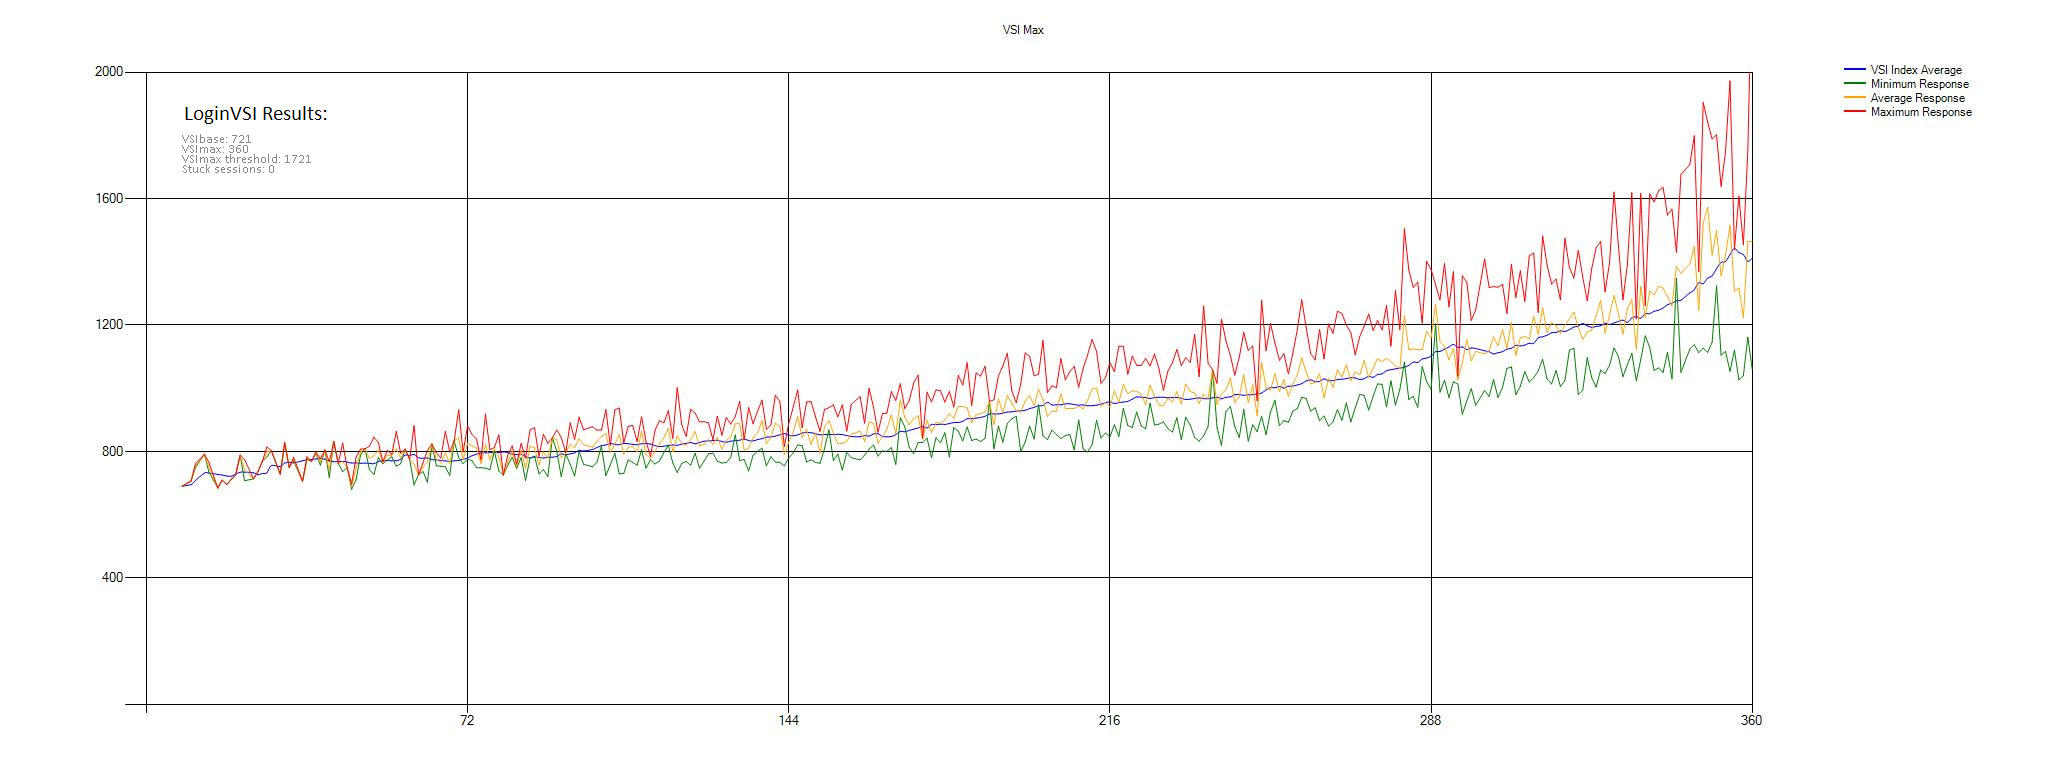 VSI Max
2000
1600
1200
800
400
LoginVSI Results:
VSIbase: 721
VSImax: 360
VSImax threshold: 1721
Stuck sessions: 0
VSI Index Average
Minimum Response
Average Response
Maximum Response
72
144
216
288
360